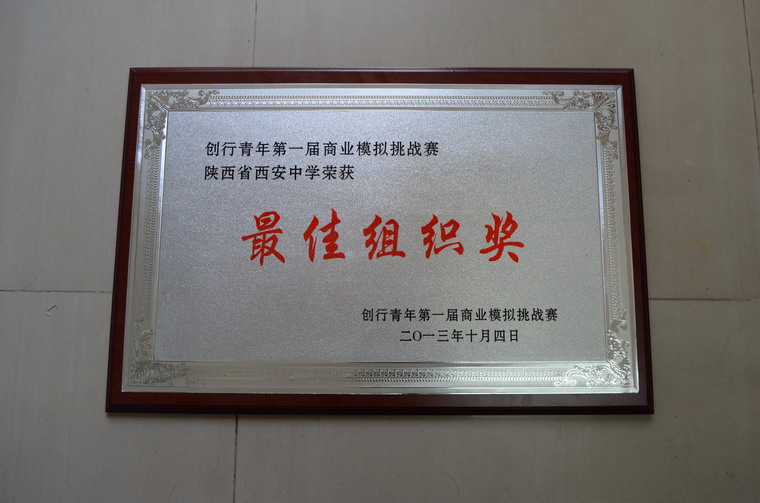 创行青年第一届商业模拟挑战赛
陕西省西安中学荣获
最佳组织奖
创行青年第一届商业模拟挑战赛
二〇一三年十月四日